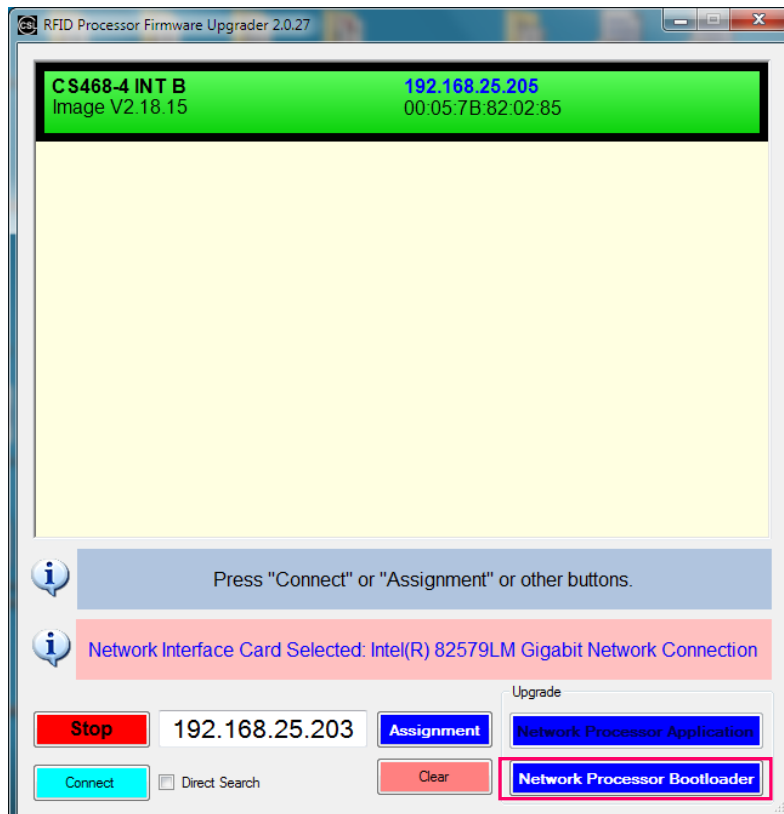 CSL RFID Processor Firmware Upgrader 2.0.27
CS468-4 INT B 192.168.25.205
Image V2.18.15 00:05:7B:82:02:85
Press "Connect" or "Assignment" or other buttons.
Network Interface Card Selected: Intel(R) 82579LM Gigabit Network Connection
Upgrade
Stop 192.168.25.203 Assignment Network Processor Application
Connect Direct Search Clear Network Processor Bootloader